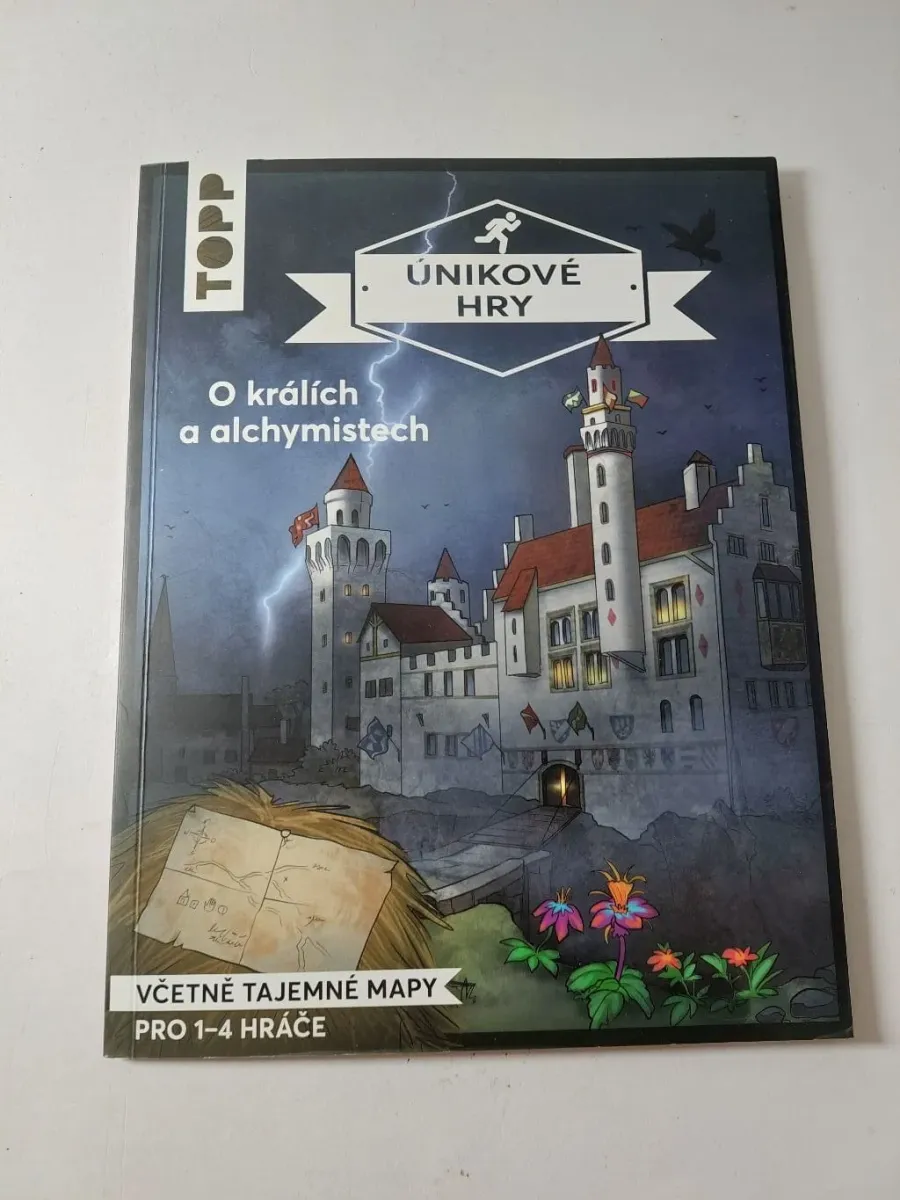 TOPP
ÚNIKOVÉ
HRY
O králích
a alchymistech
VČETNĚ TAJEMNÉ MAPY
PRO 1–4 HRÁČE